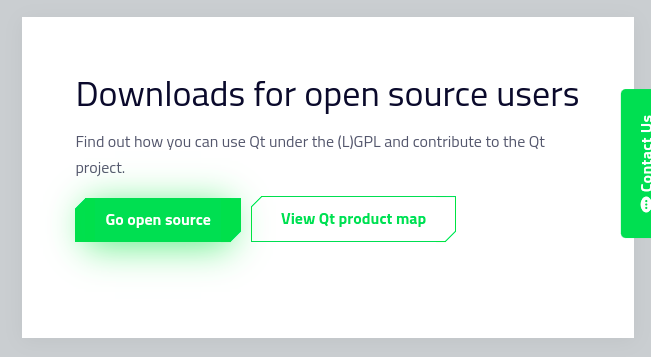 Downloads for open source users
Find out how you can use Qt under the (L)GPL and contribute to the Qt
project.
Go open source
View Qt product map
Contact Us